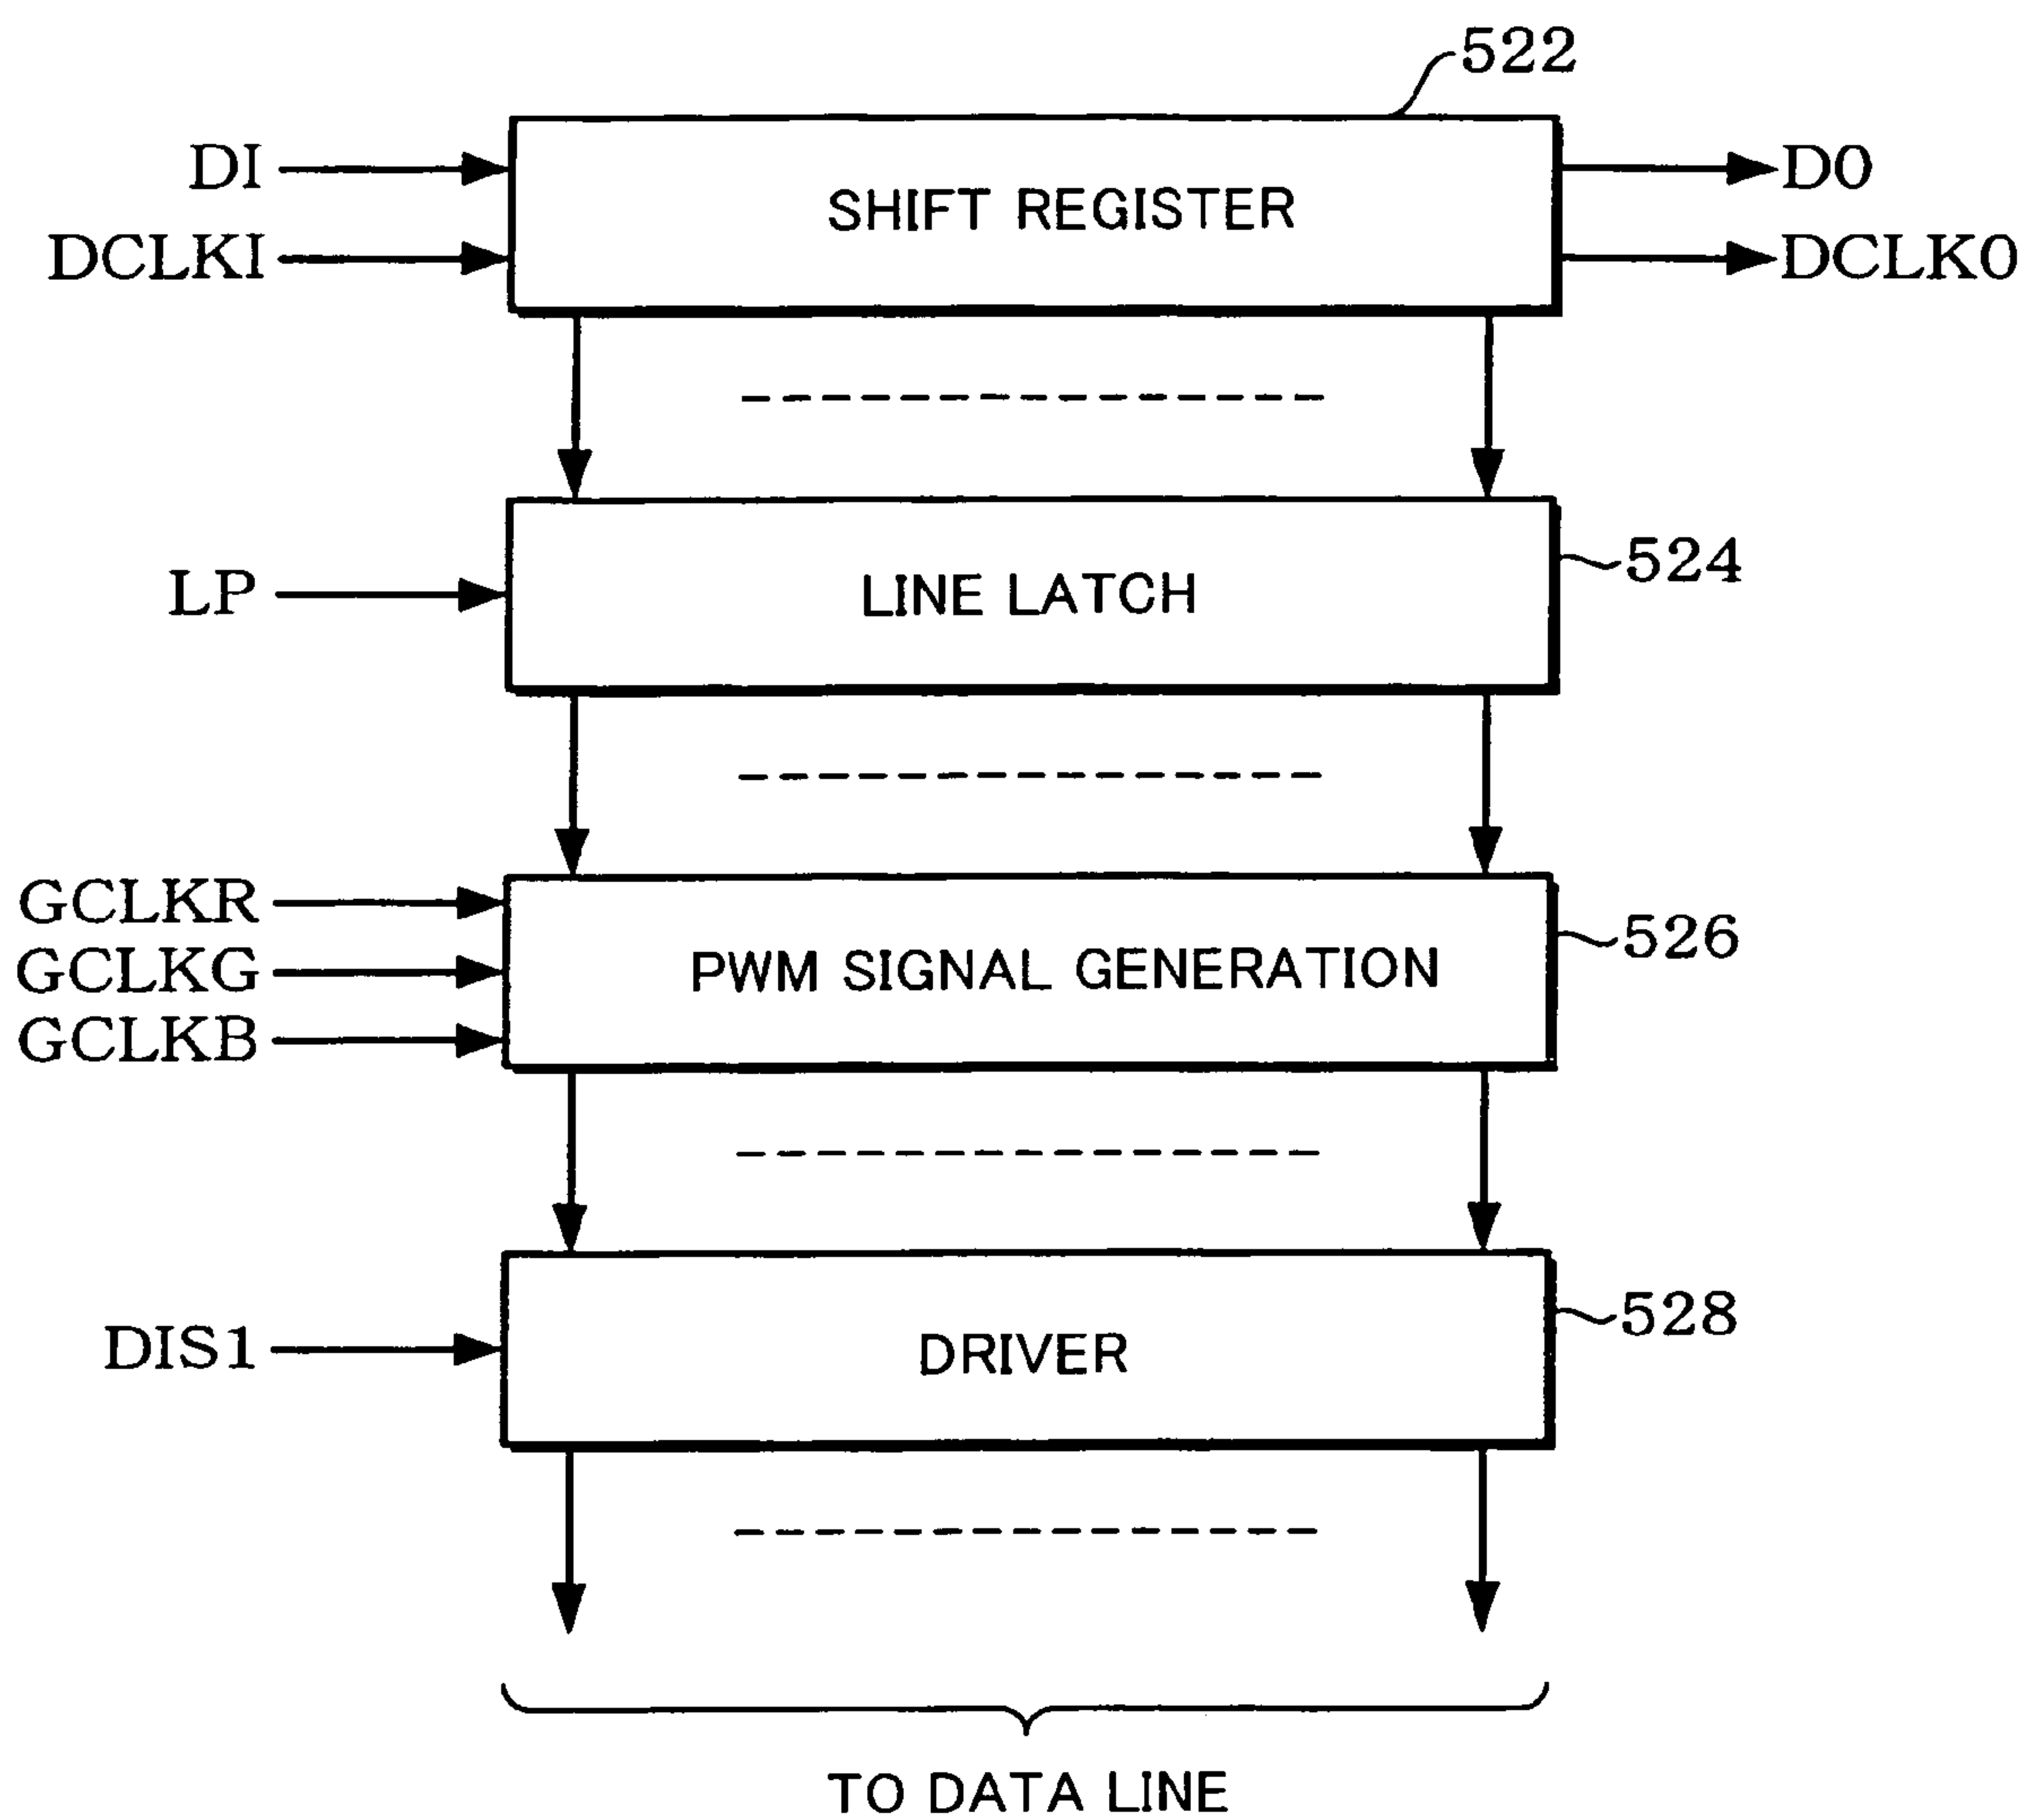 522
DI
DCLKI
SHIFT REGISTER
D0
DCLK0
LP
LINE LATCH
524
GCLKR
GCLKG
GCLKB
PWM SIGNAL GENERATION
526
DIS1
DRIVER
528
TO DATA LINE